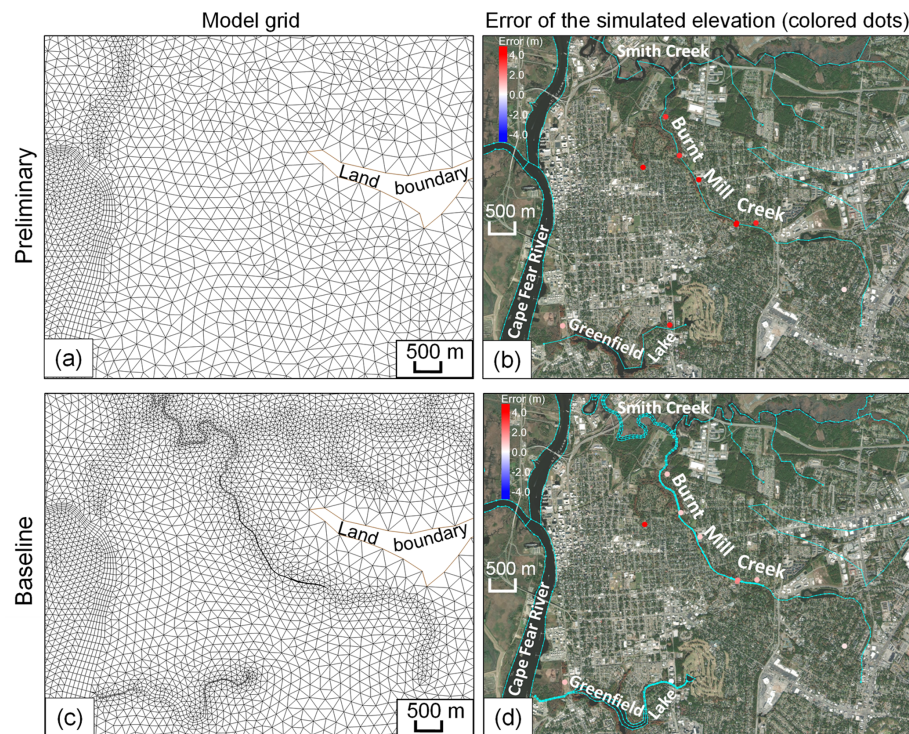 Model grid
Error of the simulated elevation (colored dots)
Preliminary
Land boundary
(a)
500 m
Error (m)
4.0
2.0
0.0
-2.0
-4.0
Smith Creek
Burnt
Mill Creek
500 m
Cape Fear River
Greenfield
Lake
(b)
Baseline
Land boundary
(c)
500 m
Error (m)
4.0
2.0
0.0
-2.0
-4.0
Smith Creek
Burnt
Mill Creek
500 m
Cape Fear River
Greenfield
Lake
(d)